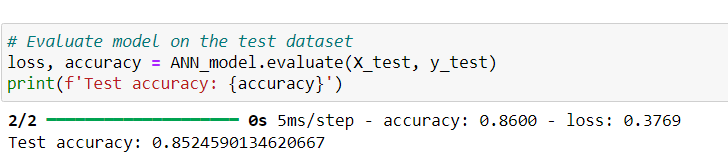 # Evaluate model on the test dataset
loss, accuracy = ANN_model.evaluate(X_test, y_test)
print(f'Test accuracy: {accuracy}')
2/2 ━━━━━━━━━━━━━━━━━━━━ 0s 5ms/step - accuracy: 0.8600 - loss: 0.3769
Test accuracy: 0.8524590134620667